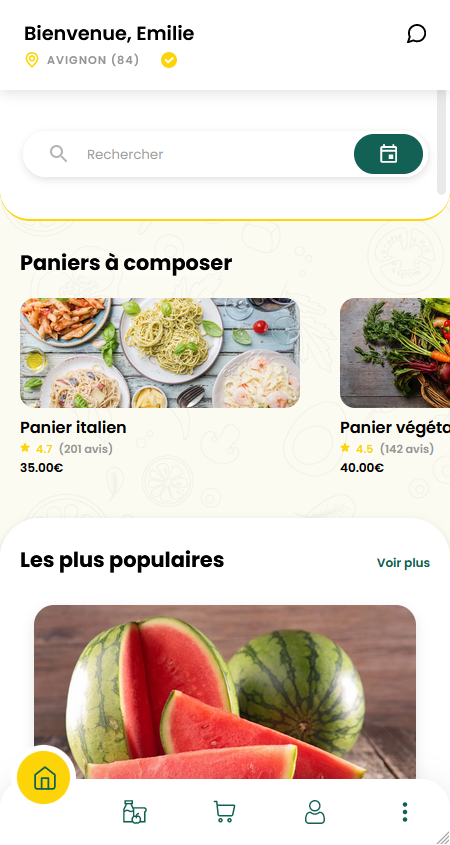 Bienvenue, Emilie
AVIGNON (84)
Rechercher
Paniers à composer
Panier italien
4.7 (201 avis)
35.00€
Panier végéta
4.5 (142 avis)
40.00€
Les plus populaires
Voir plus